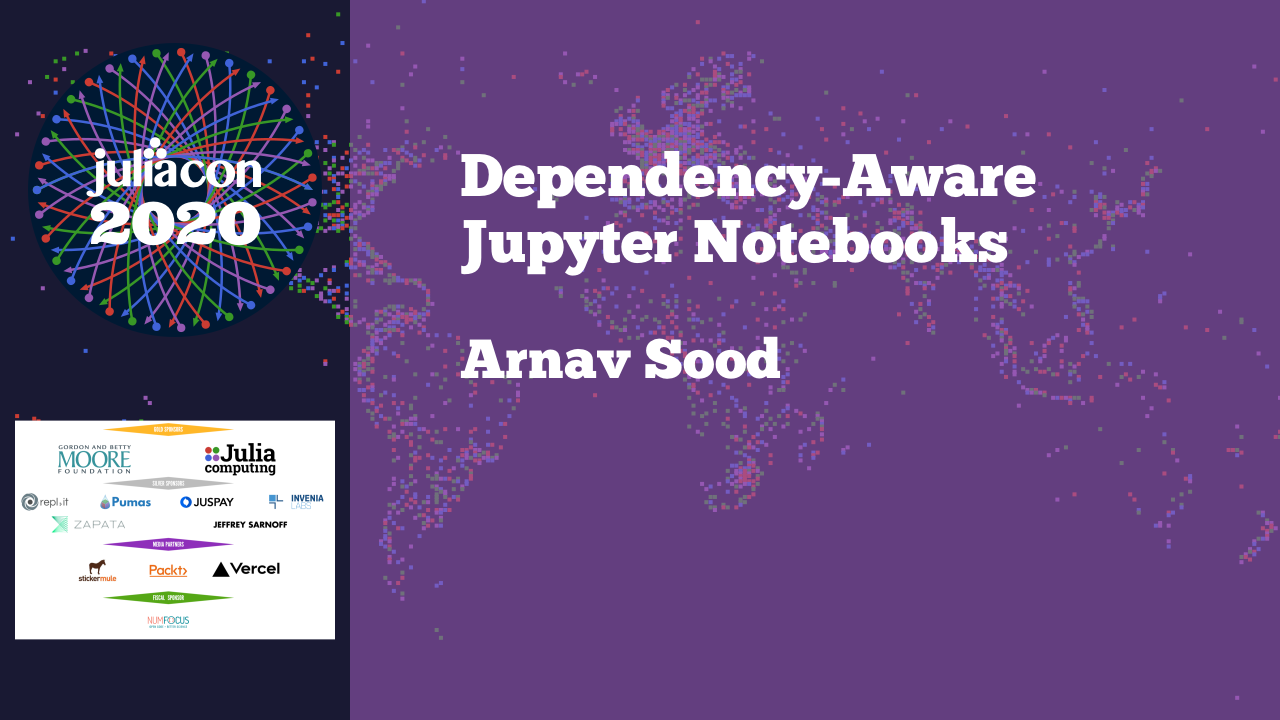 juliacon
2020
Dependency-Aware
Jupyter Notebooks
Arnav Sood
GOLD SPONSORS
GORDON AND BETTY
MOORE
FOUNDATION
Julia
computing
SILVER SPONSORS
repl.it
Pumas
JUSPAY
INVENIA
LABS
ZAPATA
JEFFREY SARNOFF
MEDIA PARTNERS
stickermule
Packt
Vercel
FISCAL SPONSOR
NUMFOCUS